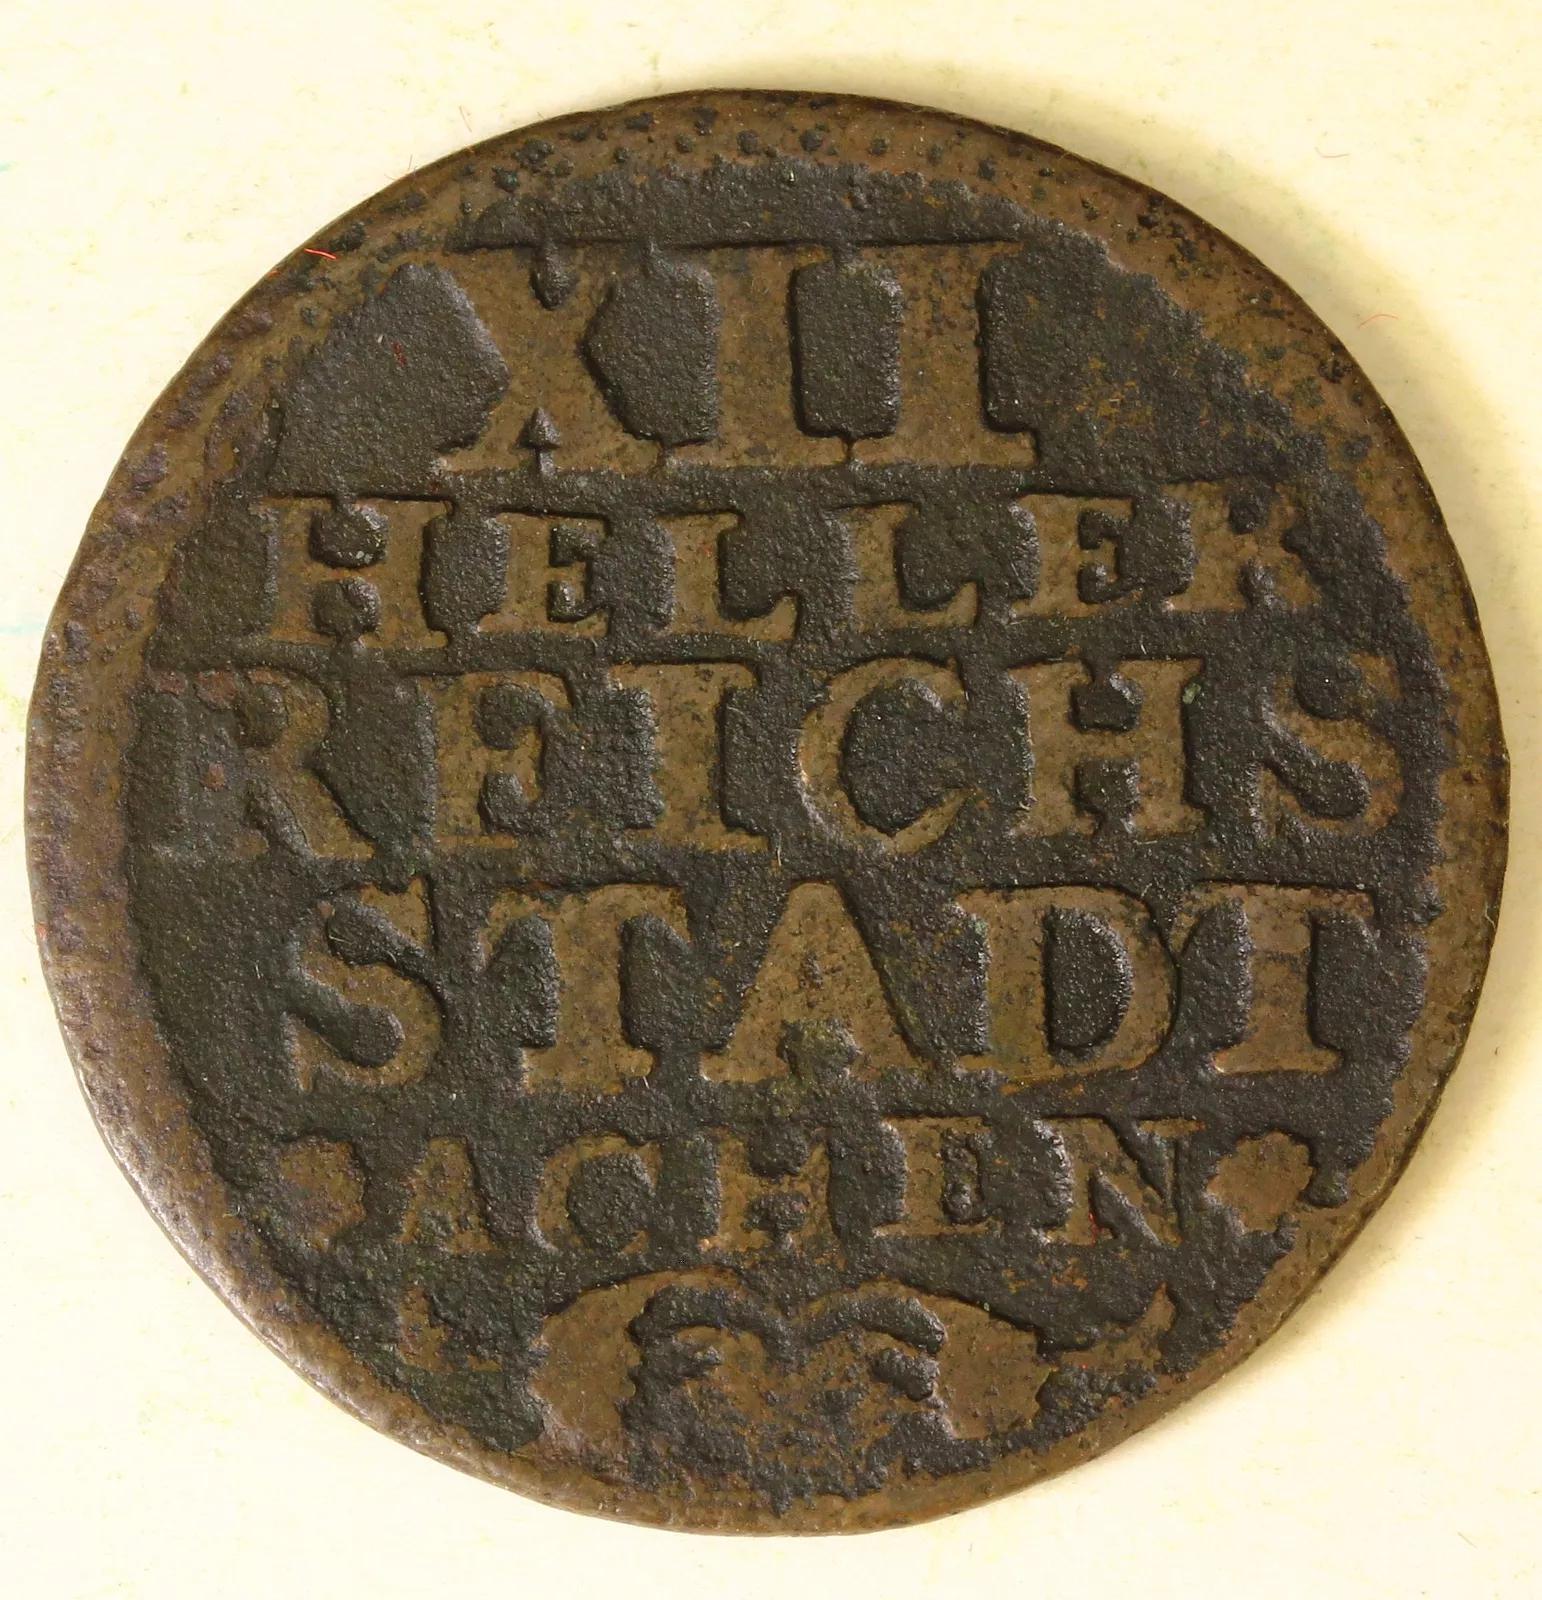 XII
HELLER
REICHS
STADT
ACHEN